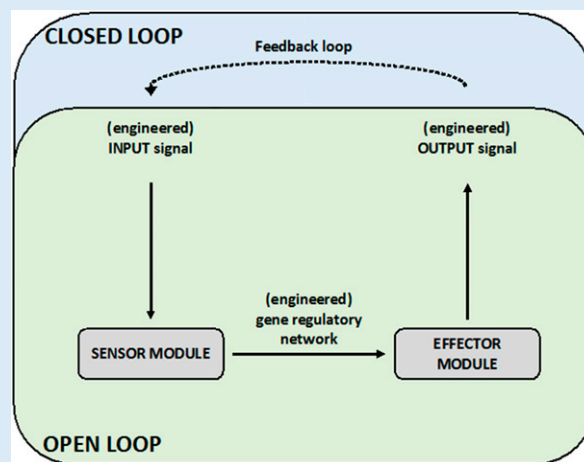 CLOSED LOOP
Feedback loop
(engineered)
INPUT signal
(engineered)
OUTPUT signal
(engineered)
gene regulatory
network
SENSOR MODULE
EFFECTOR
MODULE
OPEN LOOP